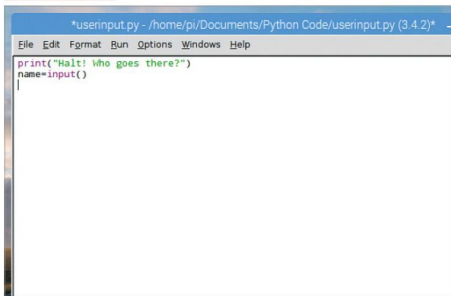 *userinput.py - /home/pi/Documents/Python Code/userinput.py (3.4.2)*
File Edit Format Run Options Windows Help
print("Halt! Who goes there?")
name=input()